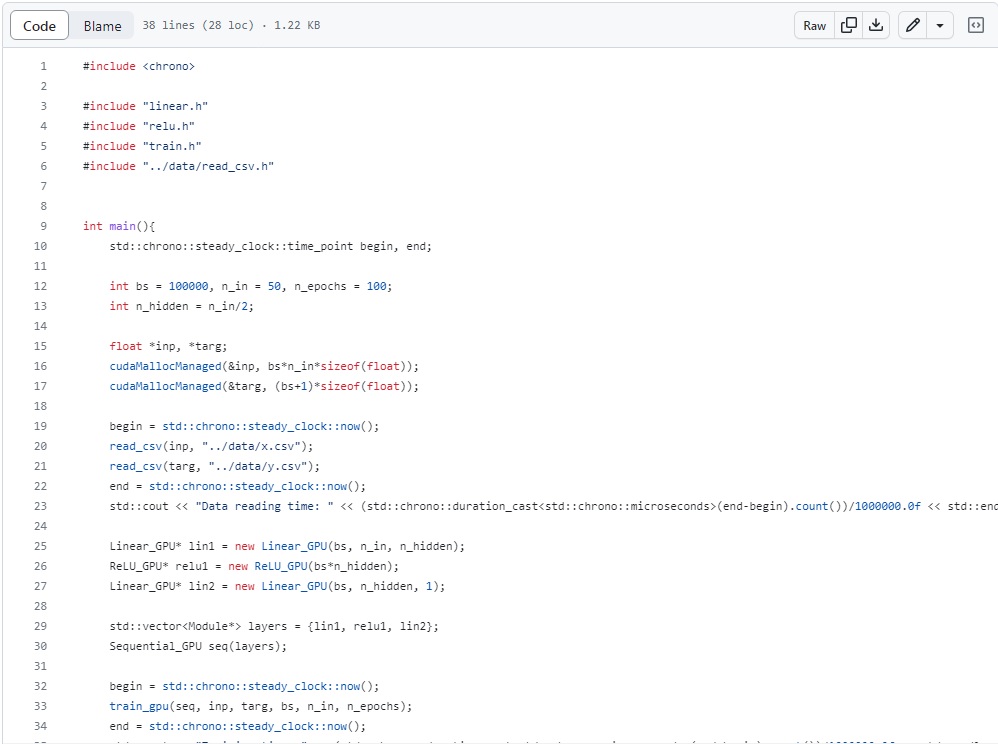 Code Blame 38 lines (28 loc) · 1.22 KB Raw
1 #include <chrono>
2
3 #include "linear.h"
4 #include "relu.h"
5 #include "train.h"
6 #include "../data/read_csv.h"
7
8
9 int main(){
10     std::chrono::steady_clock::time_point begin, end;
11
12     int bs = 100000, n_in = 50, n_epochs = 100;
13     int n_hidden = n_in/2;
14
15     float *inp, *targ;
16     cudaMallocManaged(&inp, bs*n_in*sizeof(float));
17     cudaMallocManaged(&targ, (bs+1)*sizeof(float));
18
19     begin = std::chrono::steady_clock::now();
20     read_csv(inp, "../data/x.csv");
21     read_csv(targ, "../data/y.csv");
22     end = std::chrono::steady_clock::now();
23     std::cout << "Data reading time: " << (std::chrono::duration_cast<std::chrono::microseconds>(end-begin).count())/1000000.0f << std::end
24
25     Linear_GPU* lin1 = new Linear_GPU(bs, n_in, n_hidden);
26     ReLU_GPU* relu1 = new ReLU_GPU(bs*n_hidden);
27     Linear_GPU* lin2 = new Linear_GPU(bs, n_hidden, 1);
28
29     std::vector<Module*> layers = {lin1, relu1, lin2};
30     Sequential_GPU seq(layers);
31
32     begin = std::chrono::steady_clock::now();
33     train_gpu(seq, inp, targ, bs, n_in, n_epochs);
34     end = std::chrono::steady_clock::now();